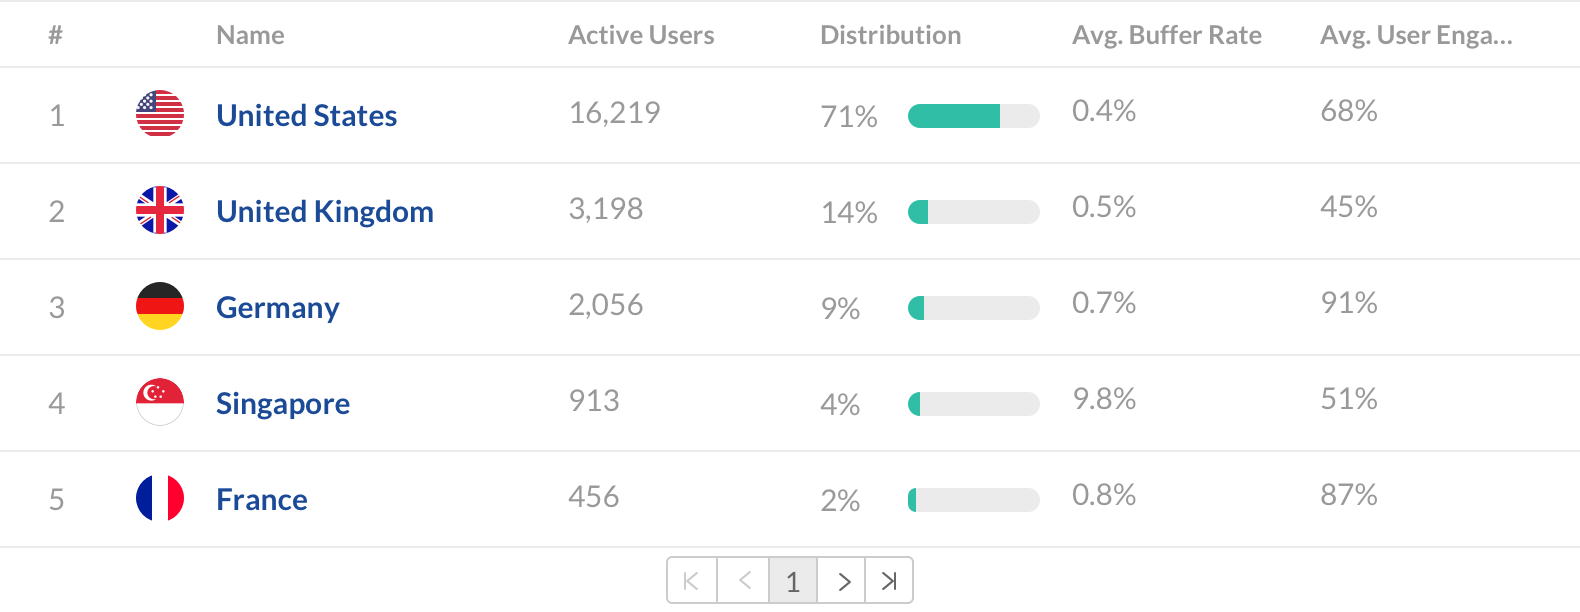 # Name Active Users Distribution Avg. Buffer Rate Avg. User Enga...
1 United States 16,219 71% 0.4% 68%
2 United Kingdom 3,198 14% 0.5% 45%
3 Germany 2,056 9% 0.7% 91%
4 Singapore 913 4% 9.8% 51%
5 France 456 2% 0.8% 87%
1